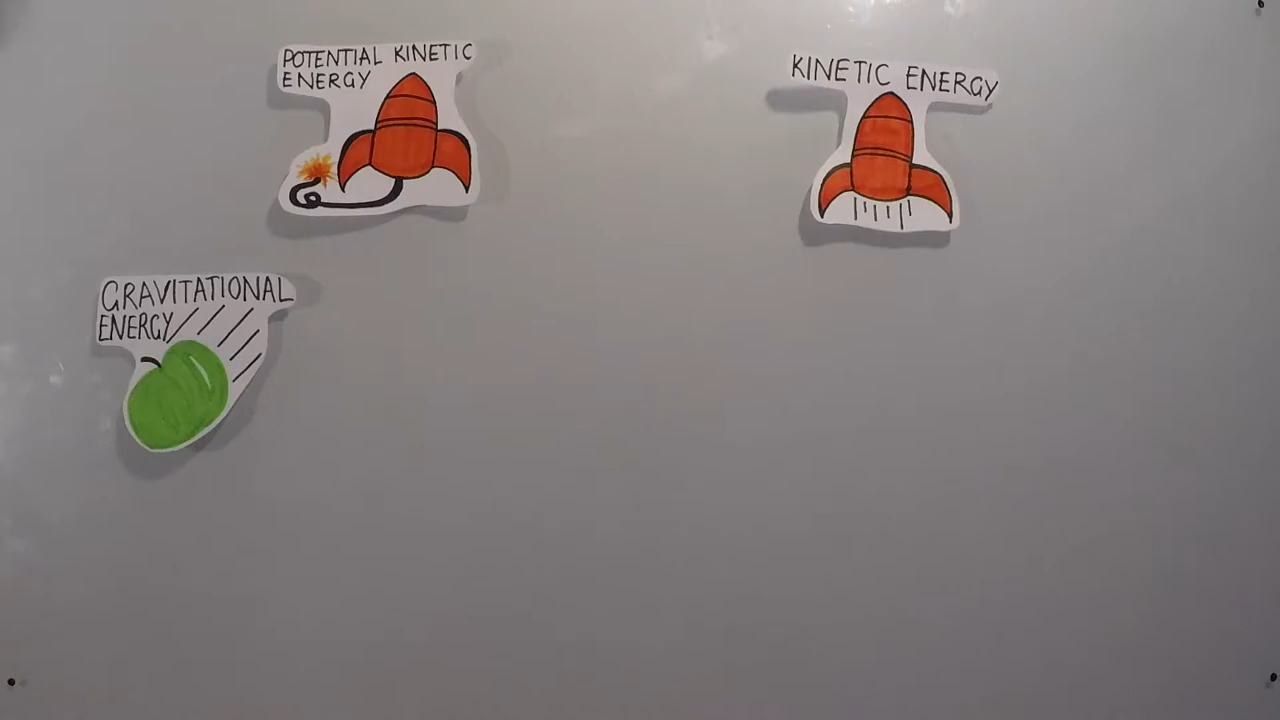 POTENTIAL KINETIC
ENERGY
KINETIC ENERGY
GRAVITATIONAL
ENERGY